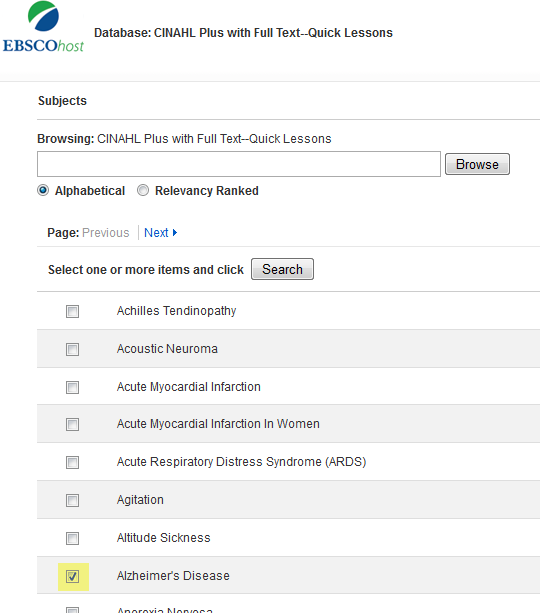 EBSCOhost
Database: CINAHL Plus with Full Text--Quick Lessons
Subjects
Browsing: CINAHL Plus with Full Text--Quick Lessons
Browse
Alphabetical Relevancy Ranked
Page: Previous Next
Select one or more items and click Search
Achilles Tendinopathy
Acoustic Neuroma
Acute Myocardial Infarction
Acute Myocardial Infarction In Women
Acute Respiratory Distress Syndrome (ARDS)
Agitation
Altitude Sickness
Alzheimer's Disease
Anorexia Nervosa